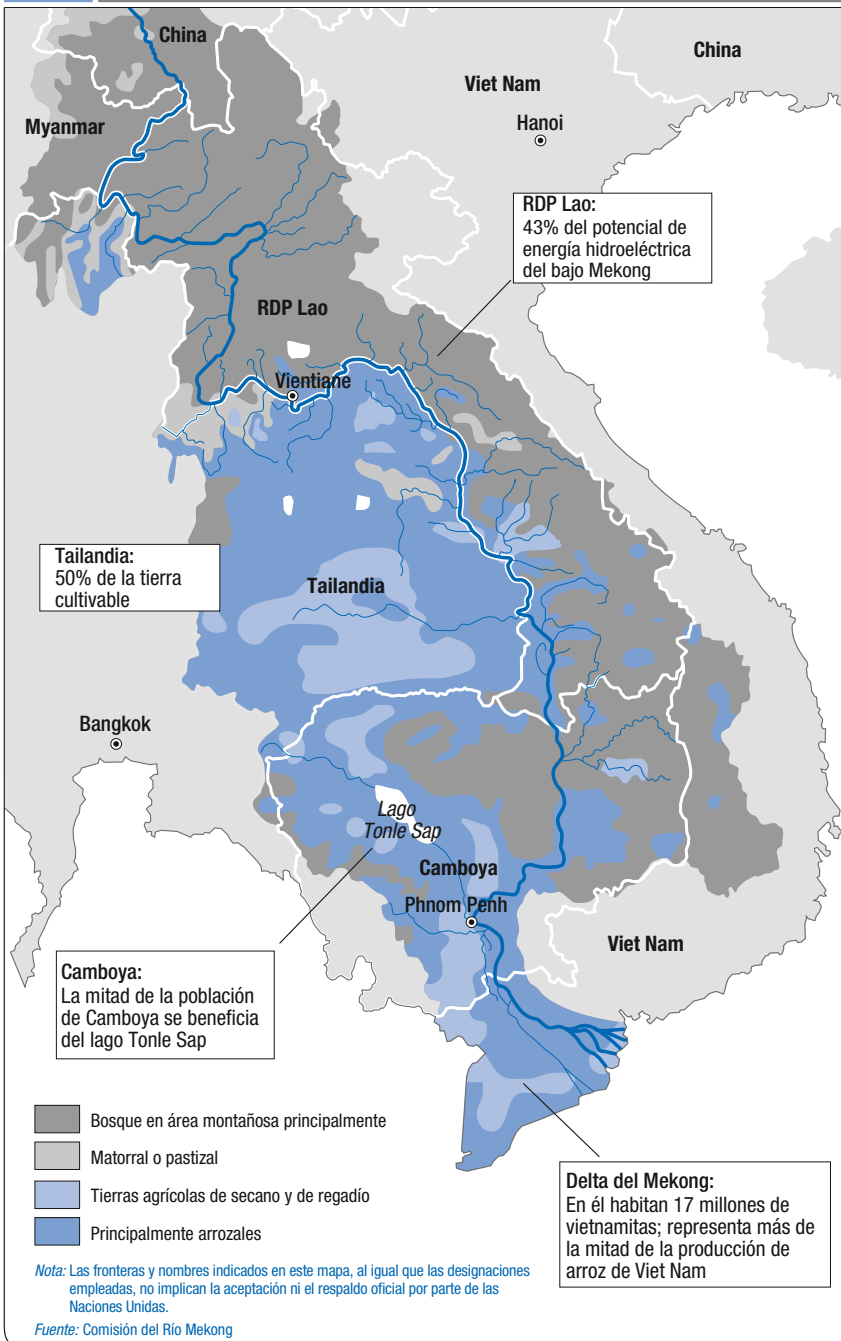 China
China
Viet Nam
Myanmar
Hanoi
RDP Lao:
43% del potencial de
energía hidroeléctrica
del bajo Mekong
RDP Lao
Vientiane
Tailandia:
50% de la tierra
cultivable
Tailandia
Bangkok
Lago
Tonle Sap
Camboya
Phnom Penh
Viet Nam
Camboya:
La mitad de la población
de Camboya se beneficia
del lago Tonle Sap
Bosque en área montañosa principalmente
Matorral o pastizal
Tierras agrícolas de secano y de regadío
Principalmente arrozales
Delta del Mekong:
En él habitan 17 millones de
vietnamitas; representa más de
la mitad de la producción de
arroz de Viet Nam
Nota: Las fronteras y nombres indicados en este mapa, al igual que las designaciones
empleadas, no implican la aceptación ni el respaldo oficial por parte de las
Naciones Unidas.
Fuente: Comisión del Río Mekong